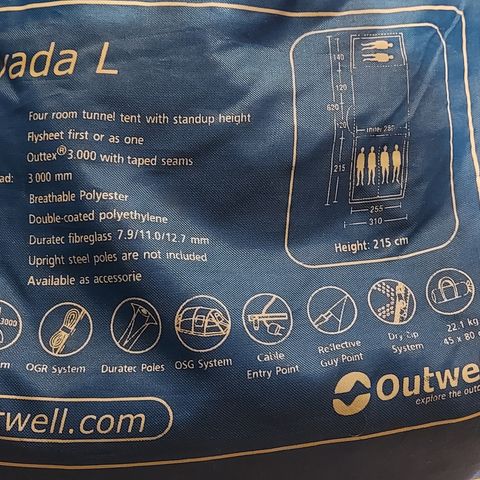 vada L
Four room tunnel tent with standup height
Flysheet first or as one
Outtex® 3.000 with taped seams
ad: 3 000 mm
Breathable Polyester
Double-coated polyethylene
Duratec fibreglass 7.9/11.0/12.7 mm
Upright steel poles are not included
Available as accessorie
140
120
620
120
215
inner 280
255
310
Height: 215 cm
3000
QGR System
Duratec Poles
OSG System
Cable
Entry Point
Reflective
Guy Point
Dry Zip
System
22.1 kg
45 x 80
twell.com
Outwell
explore the outd